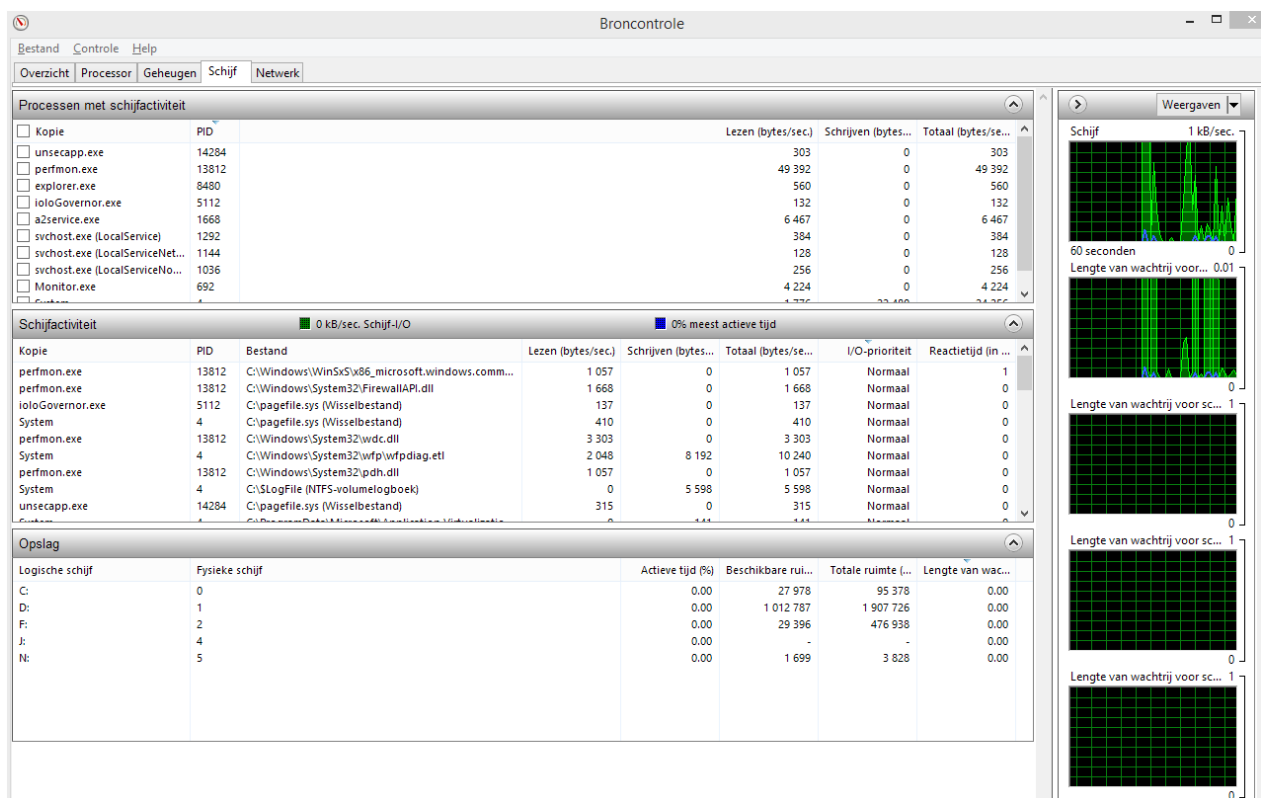 Broncontrole
Bestand Controle Help
Overzicht Processor Geheugen Schijf Netwerk
Processen met schijfactiviteit
Kopie PID Lezen (bytes/sec.) Schrijven (bytes... Totaal (bytes/se...
unsecapp.exe 14284 303 0 303
perfmon.exe 13812 49 392 0 49 392
explorer.exe 8480 560 0 560
ioloGovernor.exe 5112 132 0 132
a2service.exe 1668 6 467 0 6 467
svchost.exe (LocalService) 1292 384 0 384
svchost.exe (LocalServiceNet... 1144 128 0 128
svchost.exe (LocalServiceNo... 1036 256 0 256
Monitor.exe 692 4 224 0 4 224
Schijfactiviteit 0 kB/sec. Schijf-I/O 0% meest actieve tijd
Kopie PID Bestand Lezen (bytes/sec.) Schrijven (bytes... Totaal (bytes/se... I/O-prioriteit Reactietijd (in ...
perfmon.exe 13812 C:\Windows\WinSxS\x86_microsoft.windows.comm... 1 057 0 1 057 Normaal 1
perfmon.exe 13812 C:\Windows\System32\FirewallAPI.dll 1 668 0 1 668 Normaal 0
ioloGovernor.exe 5112 C:\pagefile.sys (Wisselbestand) 137 0 137 Normaal 0
System 4 C:\pagefile.sys (Wisselbestand) 410 0 410 Normaal 0
perfmon.exe 13812 C:\Windows\System32\wdc.dll 3 303 0 3 303 Normaal 0
System 4 C:\Windows\System32\wfp\wfpdiag.etl 2 048 8 192 10 240 Normaal 0
perfmon.exe 13812 C:\Windows\System32\pdh.dll 1 057 0 1 057 Normaal 0
System 4 C:\$LogFile (NTFS-volumelogboek) 0 5 598 5 598 Normaal 0
unsecapp.exe 14284 C:\pagefile.sys (Wisselbestand) 315 0 315 Normaal 0
Opslag
Logische schijf Fysieke schijf Actieve tijd (%) Beschikbare rui... Totale ruimte (... Lengte van wac...
C: 0 0.00 27 978 95 378 0.00
D: 1 0.00 1 012 787 1 907 726 0.00
F: 2 0.00 29 396 476 938 0.00
J: 4 0.00 - - 0.00
N: 5 0.00 1 699 3 828 0.00
Weergaven
Schijf 1 kB/sec.
60 seconden 0
Lengte van wachtrij voor... 0.01
0
Lengte van wachtrij voor sc... 1
0
Lengte van wachtrij voor sc... 1
0
Lengte van wachtrij voor sc... 1
0